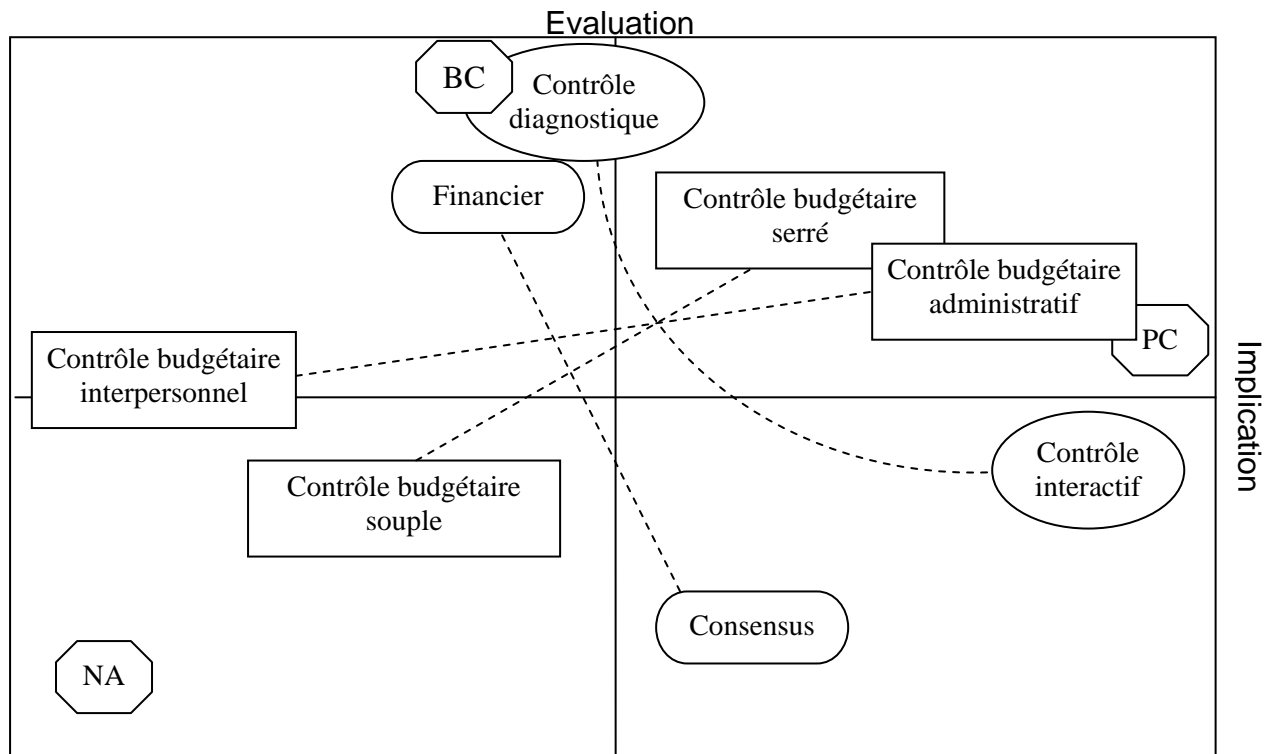 Evaluation
BC
Contrôle
diagnostique
Financier
Contrôle budgétaire
serré
Contrôle budgétaire
administratif
PC
Contrôle budgétaire
interpersonnel
Implication
Contrôle
interactif
Contrôle budgétaire
souple
Consensus
NA